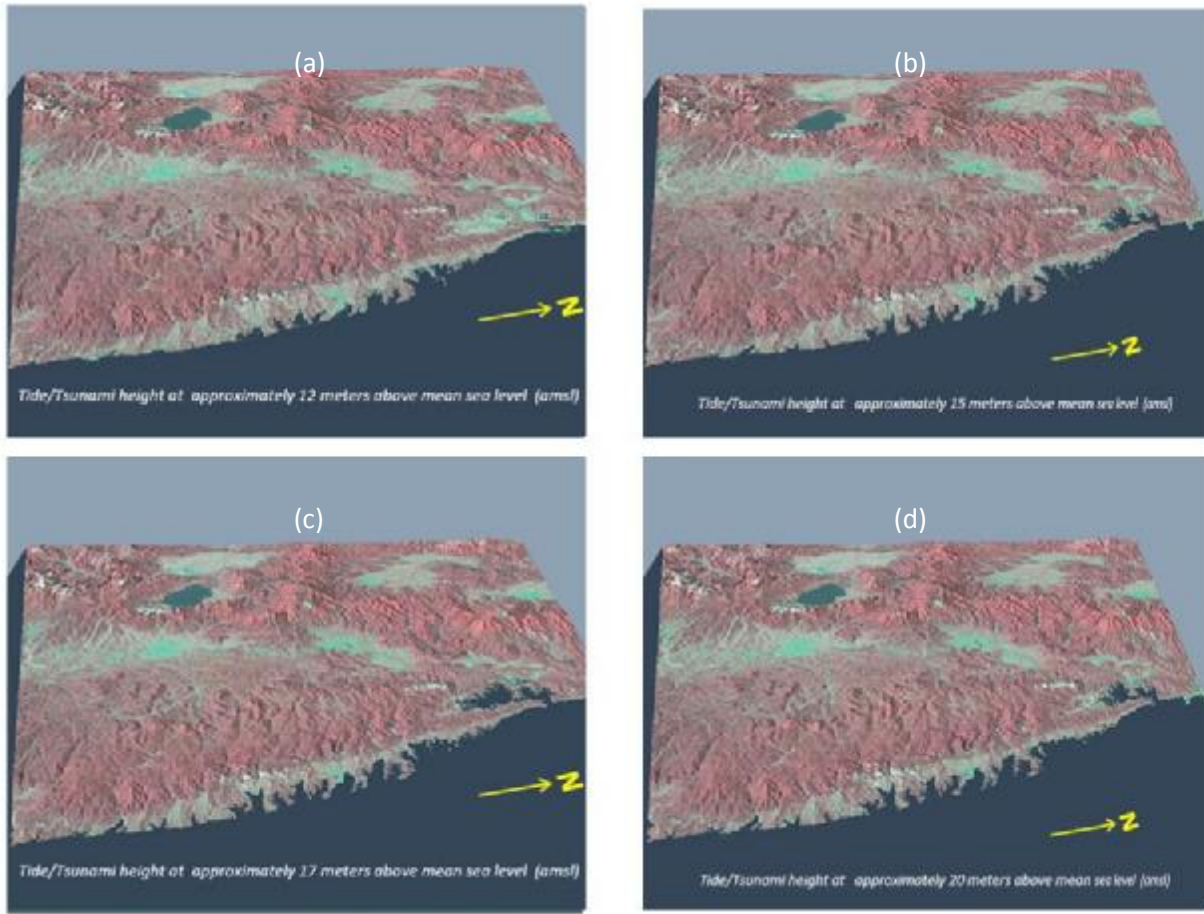 (a)
Tide/Tsunami height at approximately 12 meters above mean sea level (amsl)
N
(b)
Tide/Tsunami height at approximately 15 meters above mean sea level (amsl)
N
(c)
Tide/Tsunami height at approximately 17 meters above mean sea level (amsl)
N
(d)
Tide/Tsunami height at approximately 20 meters above mean sea level (amsl)
N